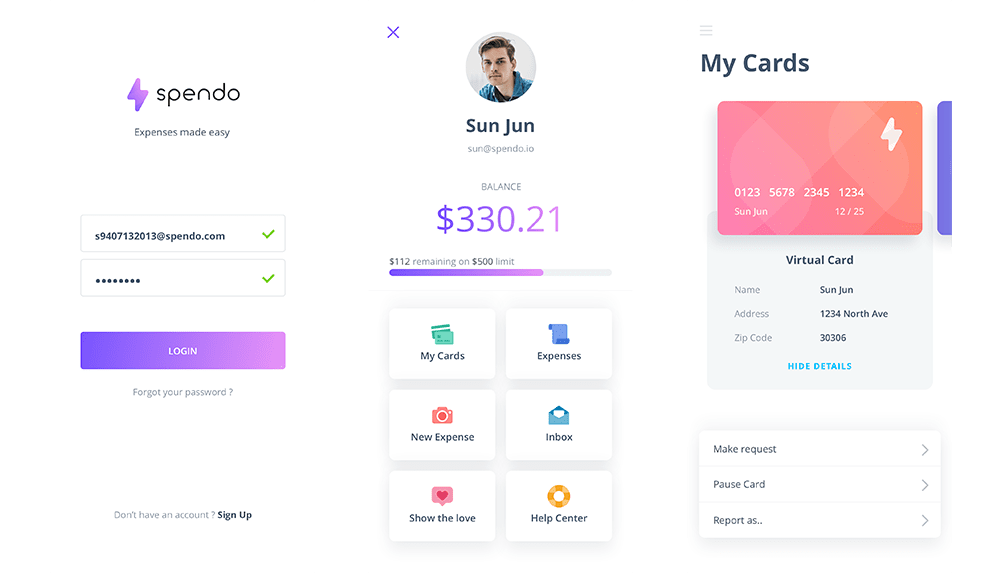 spendo
Expenses made easy
s9407132013@spendo.com
••••••••
LOGIN
Forgot your password ?
Don't have an account ? Sign Up
Sun Jun
sun@spendo.io
BALANCE
$330.21
$112 remaining on $500 limit
My Cards
Expenses
New Expense
Inbox
Show the love
Help Center
My Cards
0123 5678 2345 1234
Sun Jun 12 / 25
Virtual Card
Name Sun Jun
Address 1234 North Ave
Zip Code 30306
HIDE DETAILS
Make request
Pause Card
Report as..